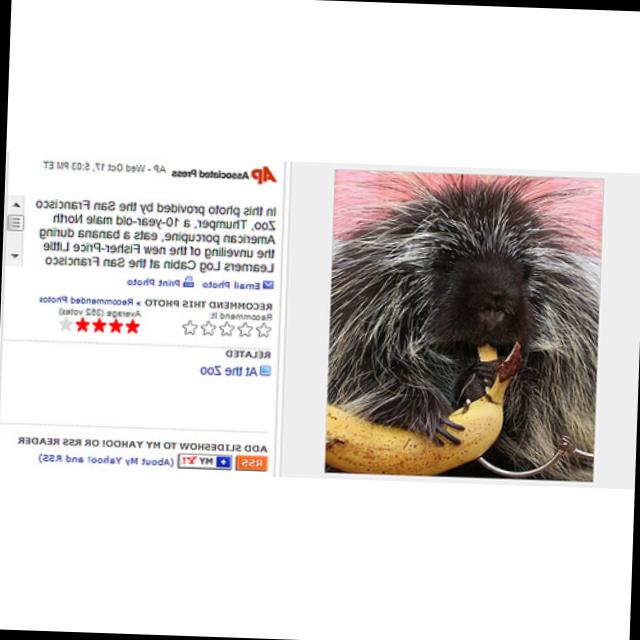 AP Associated Press AP - Wed Oct 17, 5:03 PM ET
In this photo provided by the San Francisco
Zoo, Thumper, a 10-year-old male North
American porcupine, eats a banana during
the unveiling of the new Fisher-Price Little
Learners Log Cabin at the San Francisco
Email Photo Print Photo
RECOMMEND THIS PHOTO » Recommended Photos
Recommend It: Average (352 votes)
RELATED
At the Zoo
ADD SLIDESHOW TO MY YAHOO! OR RSS READER
RSS + MY Y! (About My Yahoo! and RSS)